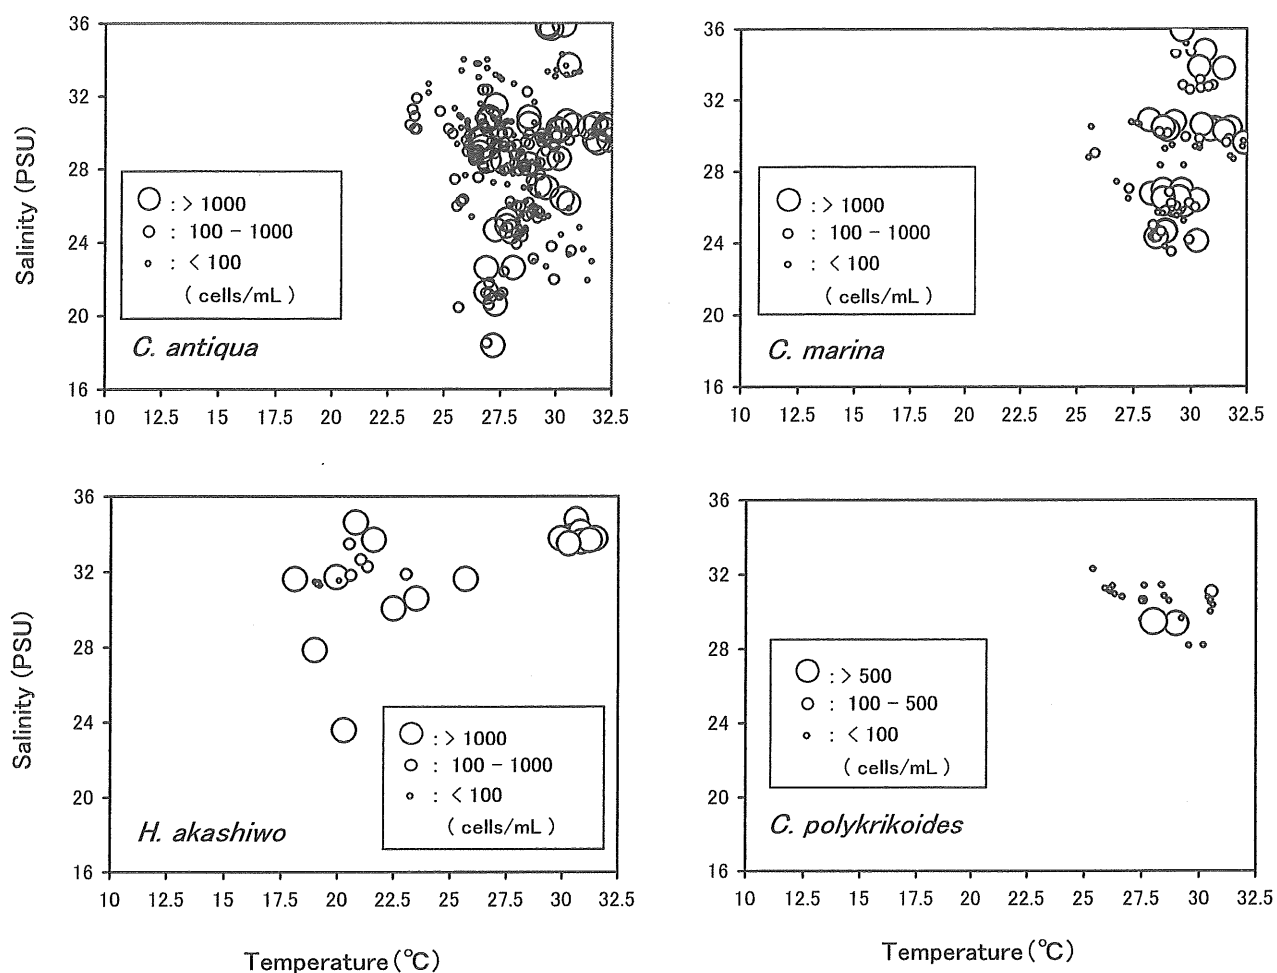 Salinity (PSU)
36
32
28
24
20
16
: > 1000
: 100 - 1000
: < 100
( cells/mL )
C. antiqua
10 12.5 15 17.5 20 22.5 25 27.5 30 32.5
36
32
28
24
20
16
: > 1000
: 100 - 1000
: < 100
( cells/mL )
C. marina
10 12.5 15 17.5 20 22.5 25 27.5 30 32.5
Salinity (PSU)
36
32
28
24
20
16
: > 1000
: 100 - 1000
: < 100
( cells/mL )
H. akashiwo
10 12.5 15 17.5 20 22.5 25 27.5 30 32.5
Temperature (℃)
36
32
28
24
20
16
: > 500
: 100 - 500
: < 100
( cells/mL )
C. polykrikoides
10 12.5 15 17.5 20 22.5 25 27.5 30 32.5
Temperature (℃)